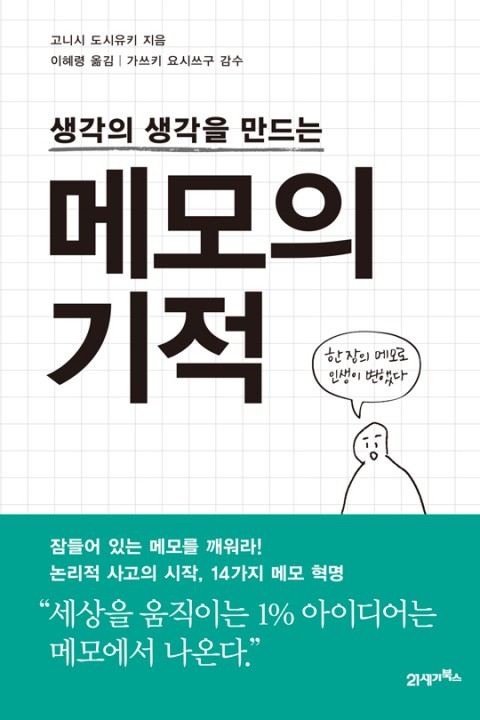 고니시 도시유키 지음
이혜령 옮김 | 가쓰키 요시쓰구 감수
생각의 생각을 만드는
메모의
기적
한 장의 메모로
인생이 변했다
잠들어 있는 메모를 깨워라!
논리적 사고의 시작, 14가지 메모 혁명
“세상을 움직이는 1% 아이디어는
메모에서 나온다.”
21세기북스